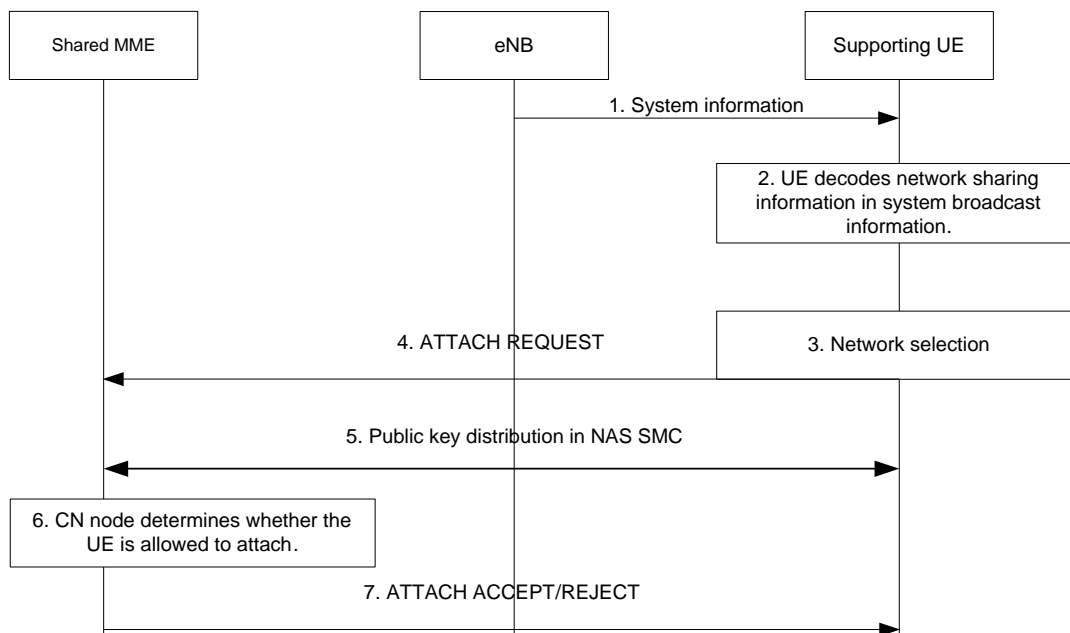 Shared MME
eNB
Supporting UE
1. System information
2. UE decodes network sharing
information in system broadcast
information.
3. Network selection
4. ATTACH REQUEST
5. Public key distribution in NAS SMC
6. CN node determines whether the
UE is allowed to attach.
7. ATTACH ACCEPT/REJECT